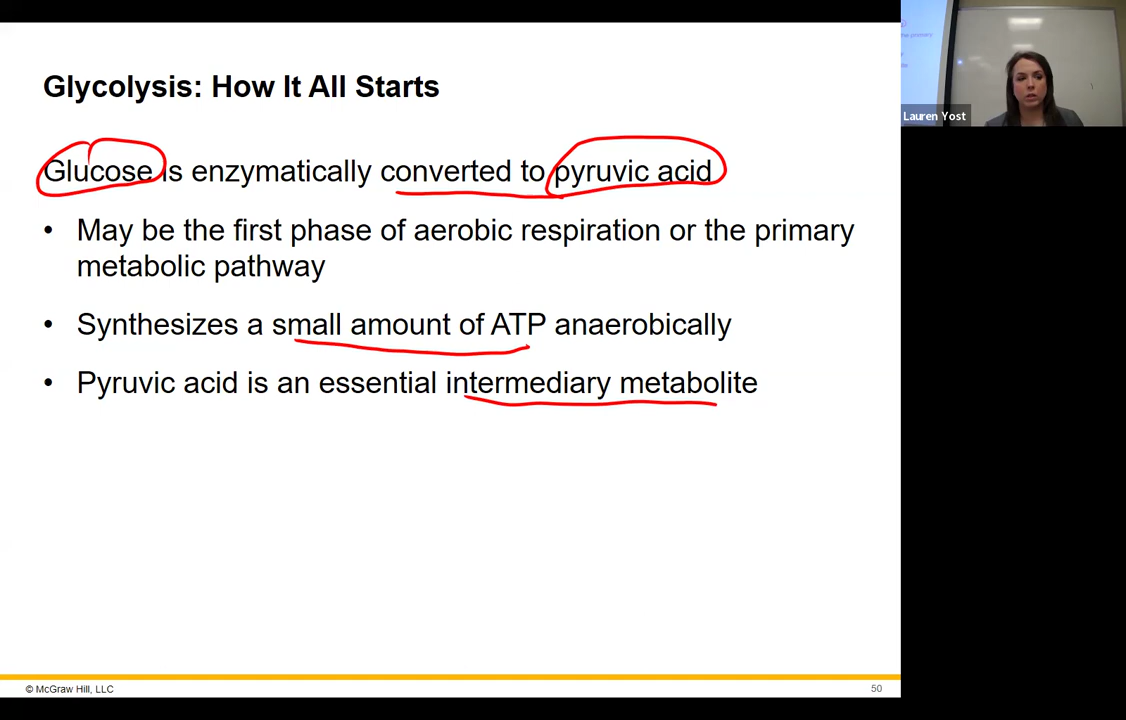 Glycolysis: How It All Starts
Glucose is enzymatically converted to pyruvic acid
• May be the first phase of aerobic respiration or the primary
metabolic pathway
• Synthesizes a small amount of ATP anaerobically
• Pyruvic acid is an essential intermediary metabolite
© McGraw Hill, LLC
50
the primary
Lauren Yost